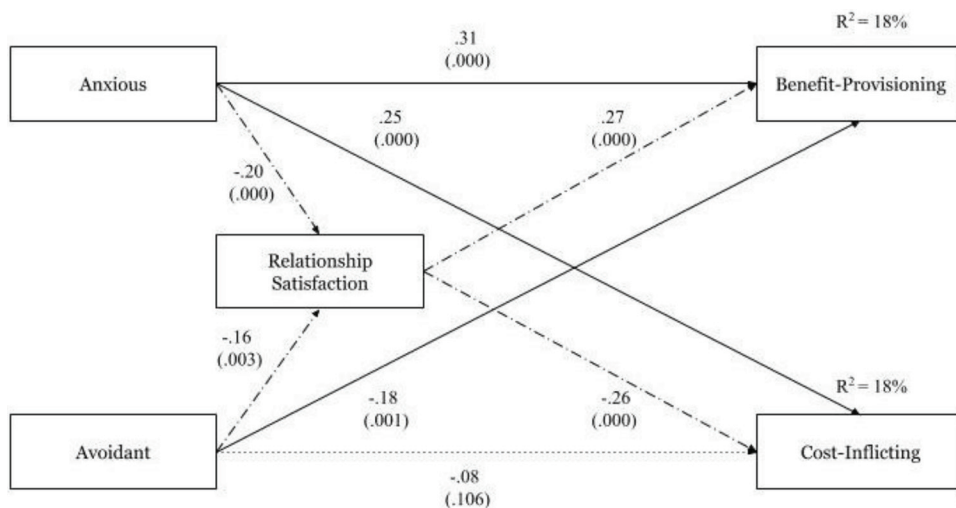 R² = 18%
.31
(.000)
Anxious
Benefit-Provisioning
.25
(.000)
.27
(.000)
-.20
(.000)
Relationship
Satisfaction
-.16
(.003)
-.18
(.001)
-.26
(.000)
R² = 18%
Avoidant
Cost-Inflicting
-.08
(.106)